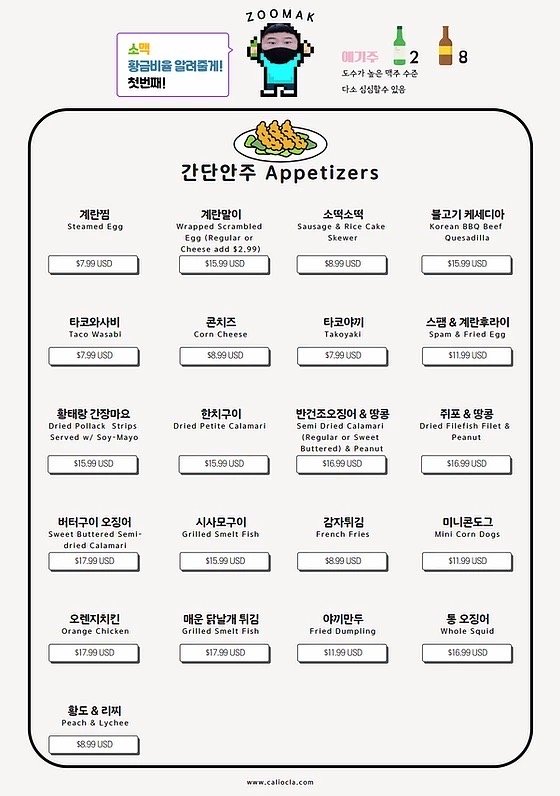 ZOOMAK
소맥
황금비율 알려줄게!
첫번째!
애기주 2 8
도수가 높은 맥주 수준
다소 심심할수 있음
간단안주 Appetizers
계란찜
Steamed Egg
$7.99 USD
계란말이
Wrapped Scrambled
Egg (Regular or
Cheese add $2.99)
$15.99 USD
소떡소떡
Sausage & Rice Cake
Skewer
$8.99 USD
불고기 케세디아
Korean BBQ Beef
Quesadilla
$15.99 USD
타코와사비
Taco Wasabi
$7.99 USD
콘치즈
Corn Cheese
$8.99 USD
타코야끼
Takoyaki
$7.99 USD
스팸 & 계란후라이
Spam & Fried Egg
$11.99 USD
황태랑 간장마요
Dried Pollack Strips
Served w/ Soy-Mayo
$15.99 USD
한치구이
Dried Petite Calamari
$15.99 USD
반건조오징어 & 땅콩
Semi Dried Calamari
(Regular or Sweet
Buttered) & Peanut
$16.99 USD
쥐포 & 땅콩
Dried Filefish Filet &
Peanut
$16.99 USD
버터구이 오징어
Sweet Buttered Semi-
dried Calamari
$17.99 USD
시사모구이
Grilled Smelt Fish
$15.99 USD
감자튀김
French Fries
$8.99 USD
미니콘도그
Mini Corn Dogs
$11.99 USD
오렌지치킨
Orange Chicken
$17.99 USD
매운 닭날개 튀김
Grilled Smelt Fish
$17.99 USD
야끼만두
Fried Dumpling
$11.99 USD
통 오징어
Whole Squid
$16.99 USD
황도 & 리찌
Peach & Lychee
$8.99 USD
www.caliocla.com